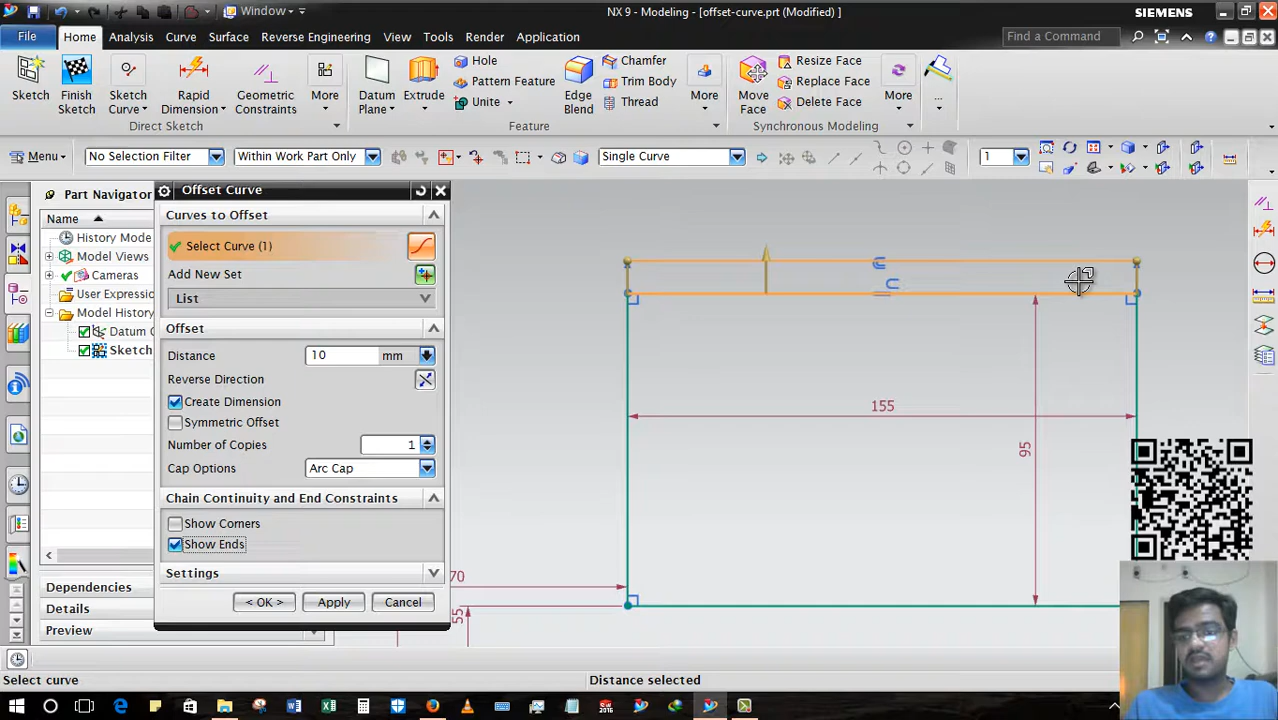 Window
NX 9 - Modeling - [offset-curve.prt (Modified) ]
SIEMENS
File
Home
Analysis
Curve
Surface
Reverse Engineering
View
Tools
Render
Application
Find a Command
Sketch
Finish Sketch
Sketch Curve
Rapid Dimension
Geometric Constraints
More
Datum Plane
Extrude
Hole
Pattern Feature
Unite
Edge Blend
Chamfer
Trim Body
Thread
More
Move Face
Resize Face
Replace Face
Delete Face
More
...
Direct Sketch
Feature
Synchronous Modeling
Menu
No Selection Filter
Within Work Part Only
Single Curve
1
Part Navigator
Name
History Mode
Model Views
Cameras
User Expression
Model History
Datum C
Sketch
Dependencies
Details
Preview
Offset Curve
Curves to Offset
Select Curve (1)
Add New Set
List
Offset
Distance
10
mm
Reverse Direction
Create Dimension
Symmetric Offset
Number of Copies
1
Cap Options
Arc Cap
Chain Continuity and End Constraints
Show Corners
Show Ends
Settings
< OK >
Apply
Cancel
155
95
70
55
Select curve
Distance selected